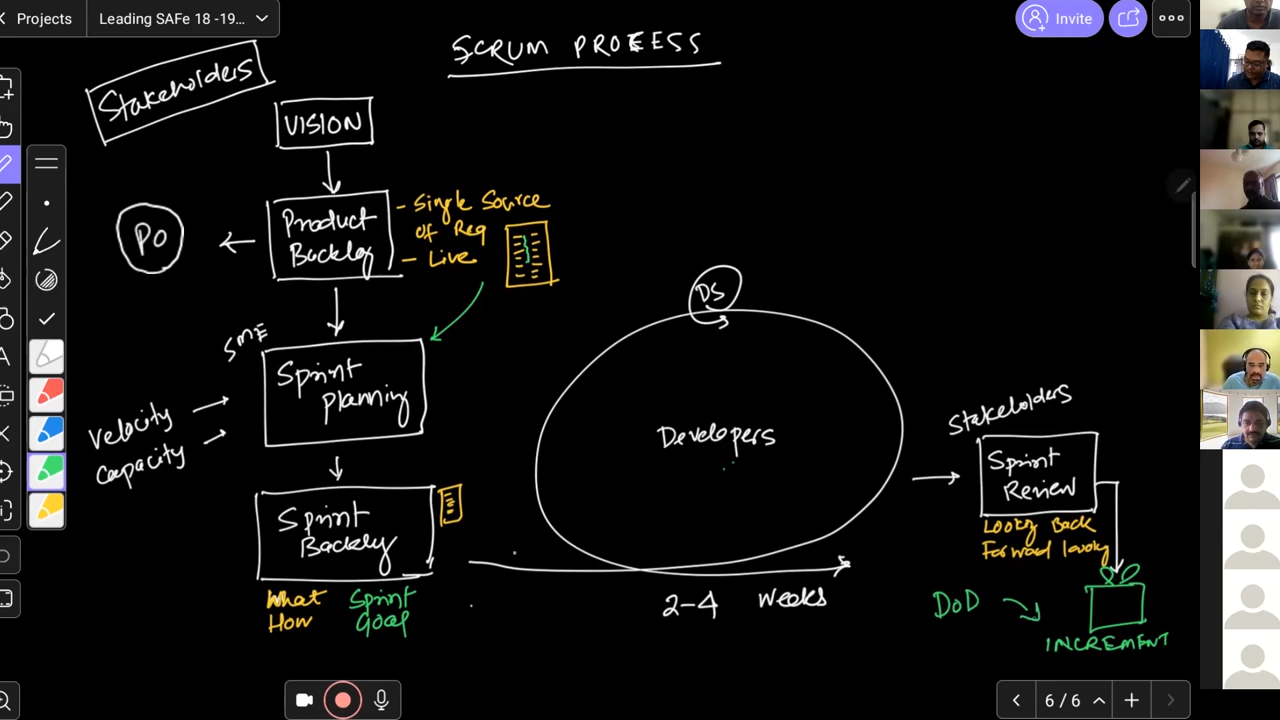 Projects
Leading SAFe 18 -19...
Invite
SCRUM PROCESS
Stakeholders
VISION
PO
Product
Backlog
- Single Source
of Req
- Live
SME
Sprint
Planning
Velocity
Capacity
Sprint
Backlog
What
How
Sprint
Goal
DS
Developers
2-4 Weeks
Stakeholders
Sprint
Review
Looking Back
Forward looking
DoD
INCREMENT
6 / 6